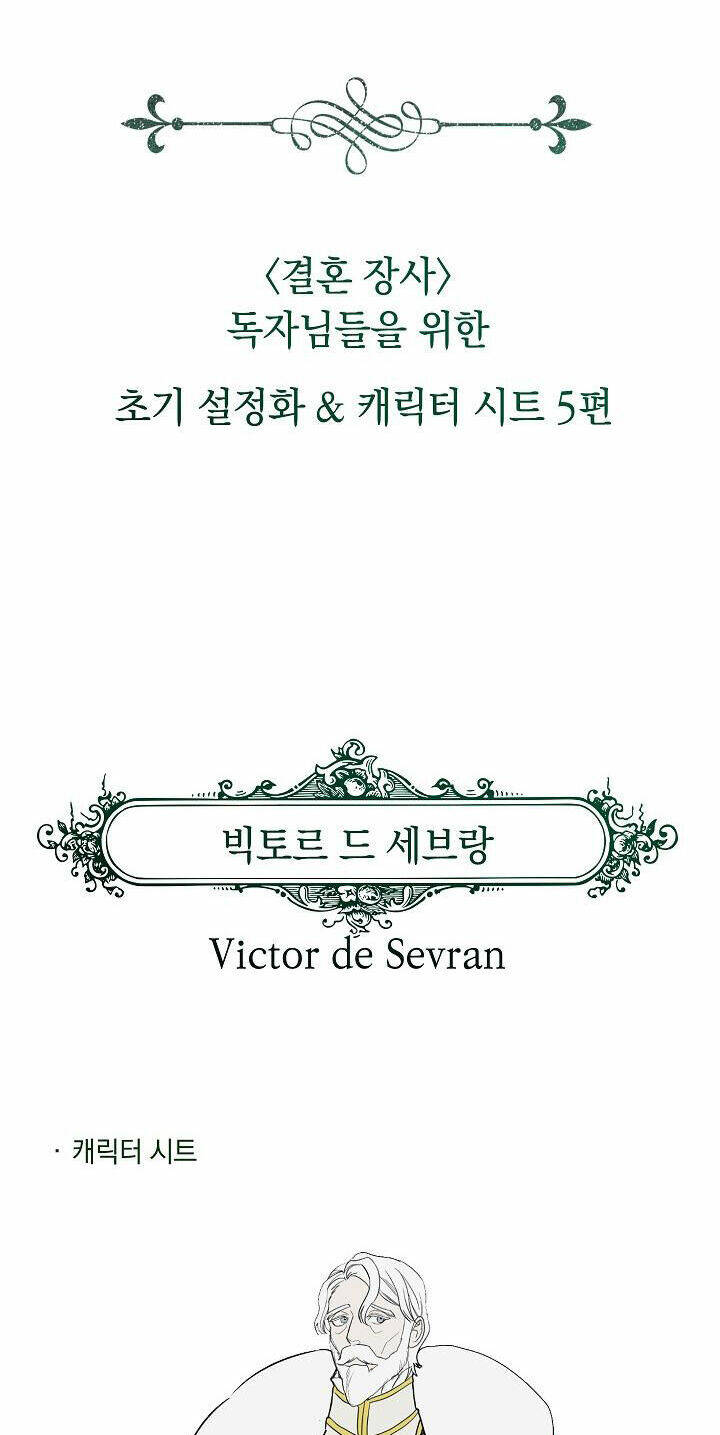 〈결혼 장사〉
독자님들을 위한
초기 설정화 & 캐릭터 시트 5편
빅토르 드 세브랑
Victor de Sevran
· 캐릭터 시트